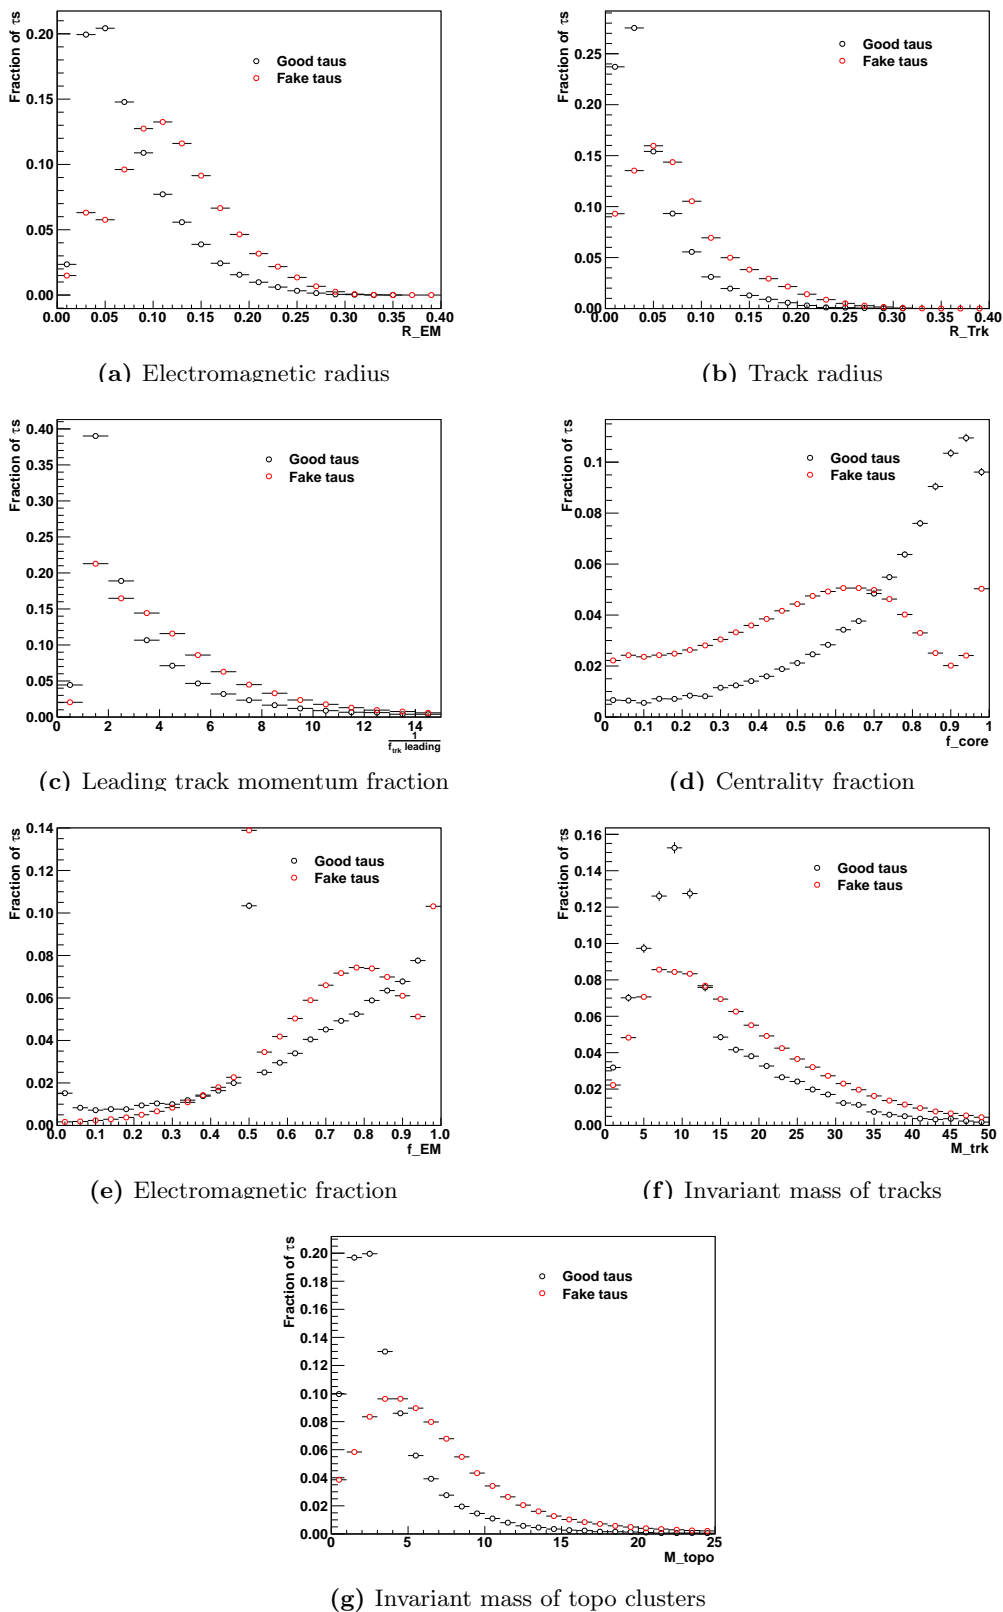 Fraction of τs
0.20
0.15
0.10
0.05
0.00
Good taus
Fake taus
0.00 0.05 0.10 0.15 0.20 0.25 0.30 0.35 0.40
R_EM
(a) Electromagnetic radius
Fraction of τs
0.25
0.20
0.15
0.10
0.05
0.00
Good taus
Fake taus
0.00 0.05 0.10 0.15 0.20 0.25 0.30 0.35 0.40
R_Trk
(b) Track radius
Fraction of τs
0.40
0.35
0.30
0.25
0.20
0.15
0.10
0.05
0.00
Good taus
Fake taus
0 2 4 6 8 10 12 14
1
f_trk leading
(c) Leading track momentum fraction
Fraction of τs
0.1
0.08
0.06
0.04
0.02
0
Good taus
Fake taus
0 0.1 0.2 0.3 0.4 0.5 0.6 0.7 0.8 0.9 1
f_core
(d) Centrality fraction
Fraction of τs
0.14
0.12
0.10
0.08
0.06
0.04
0.02
0.00
Good taus
Fake taus
0.0 0.1 0.2 0.3 0.4 0.5 0.6 0.7 0.8 0.9 1.0
f_EM
(e) Electromagnetic fraction
Fraction of τs
0.16
0.14
0.12
0.10
0.08
0.06
0.04
0.02
0.00
Good taus
Fake taus
0 5 10 15 20 25 30 35 40 45 50
M_trk
(f) Invariant mass of tracks
Fraction of τs
0.20
0.18
0.16
0.14
0.12
0.10
0.08
0.06
0.04
0.02
0.00
Good taus
Fake taus
0 5 10 15 20 25
M_topo
(g) Invariant mass of topo clusters